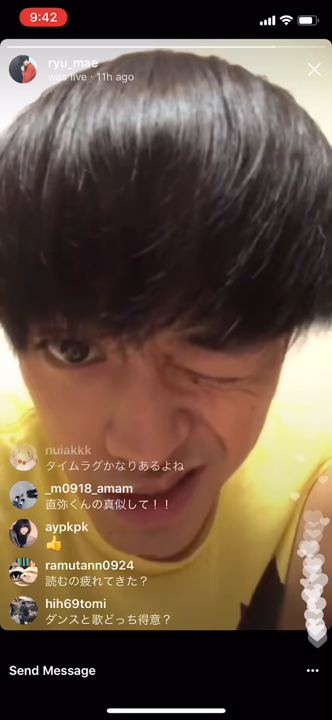 9:42
ryu_mae
was live · 11h ago
nuiakkk
タイムラグかなりあるよね
_m0918_amam
直弥くんの真似して！！
aypkpk
👍
ramutann0924
読むの疲れてきた？
hih69tomi
ダンスと歌どっち得意？
Send Message